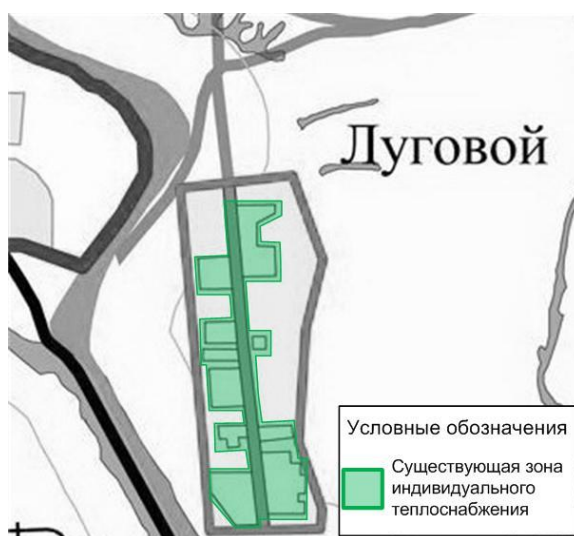 Луговой
Условные обозначения
Существующая зона
индивидуального
теплоснабжения